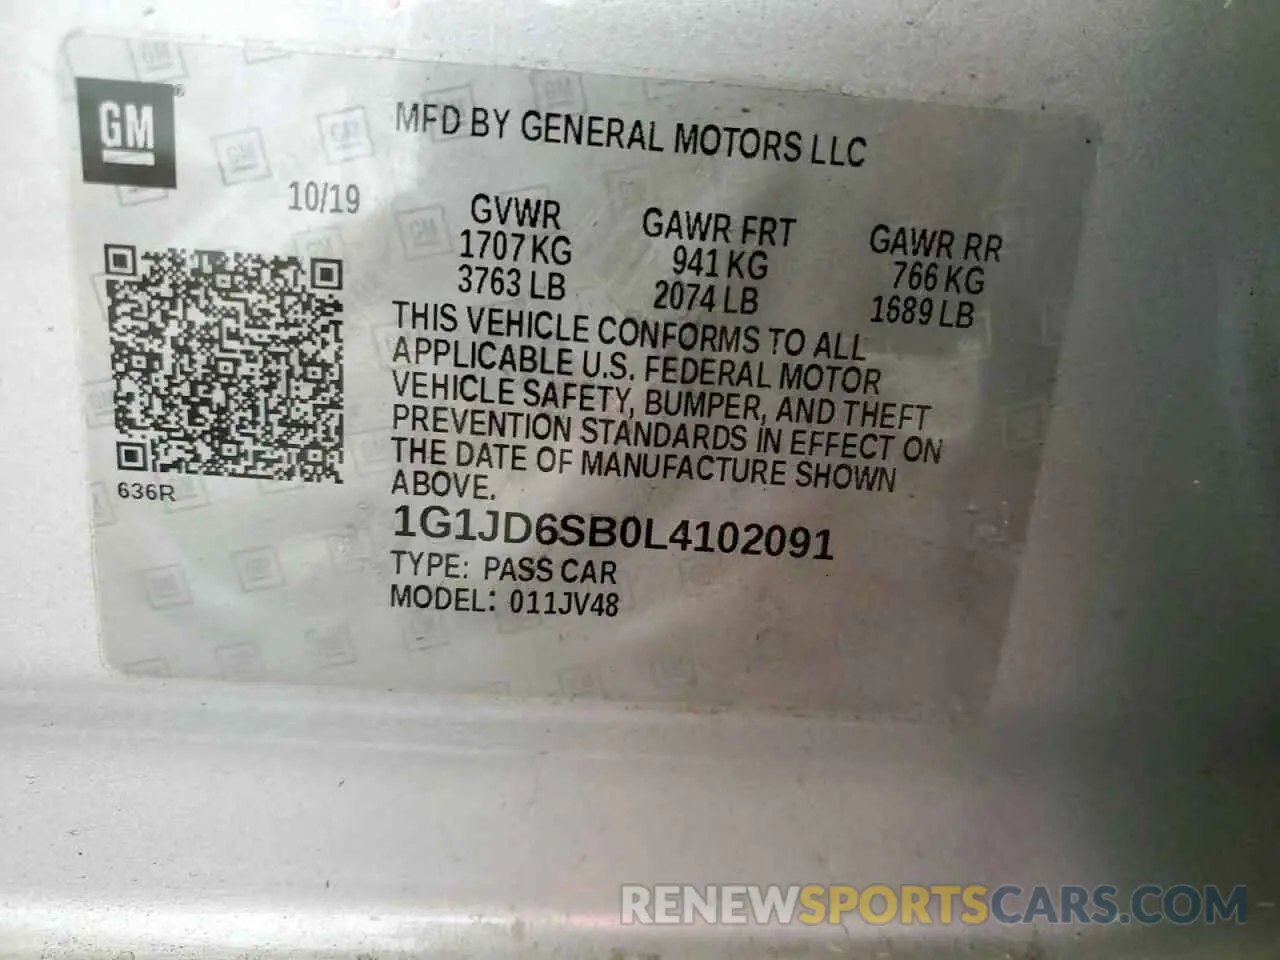 GM®
MFD BY GENERAL MOTORS LLC
10/19
GVWR GAWR FRT GAWR RR
1707 KG 941 KG 766 KG
3763 LB 2074 LB 1689 LB
THIS VEHICLE CONFORMS TO ALL
APPLICABLE U.S. FEDERAL MOTOR
VEHICLE SAFETY, BUMPER, AND THEFT
PREVENTION STANDARDS IN EFFECT ON
THE DATE OF MANUFACTURE SHOWN
ABOVE.
636R
1G1JD6SB0L4102091
TYPE: PASS CAR
MODEL: 011JV48
RENEWSPORTSCARS.COM